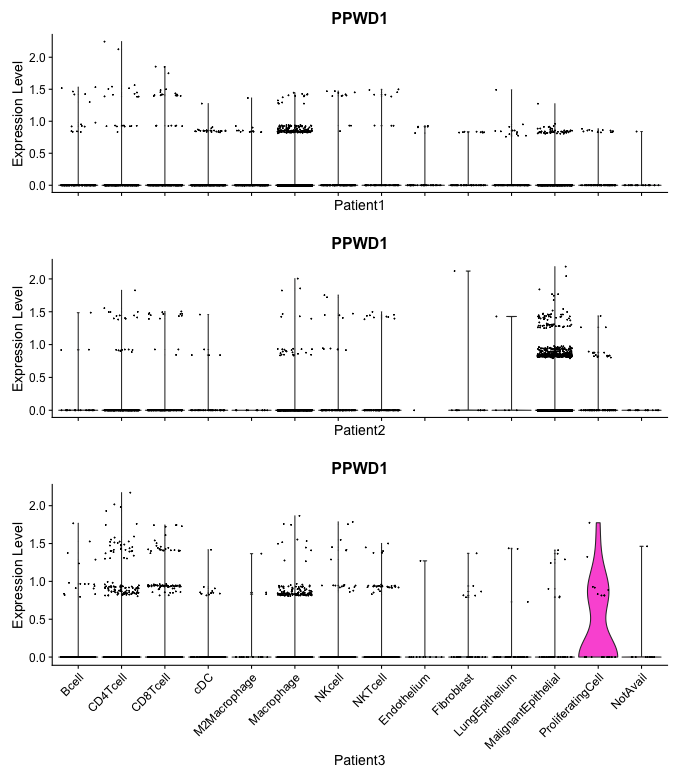 PPWD1
Expression Level
2.0
1.5
1.0
0.5
0.0
Patient1
PPWD1
Expression Level
2.0
1.5
1.0
0.5
0.0
Patient2
PPWD1
Expression Level
2.0
1.5
1.0
0.5
0.0
Bcell
CD4Tcell
CD8Tcell
cDC
M2Macrophage
Macrophage
NKcell
NKTcell
Endothelium
Fibroblast
LungEpithelium
MalignantEpithelial
ProliferatingCell
NotAvail
Patient3